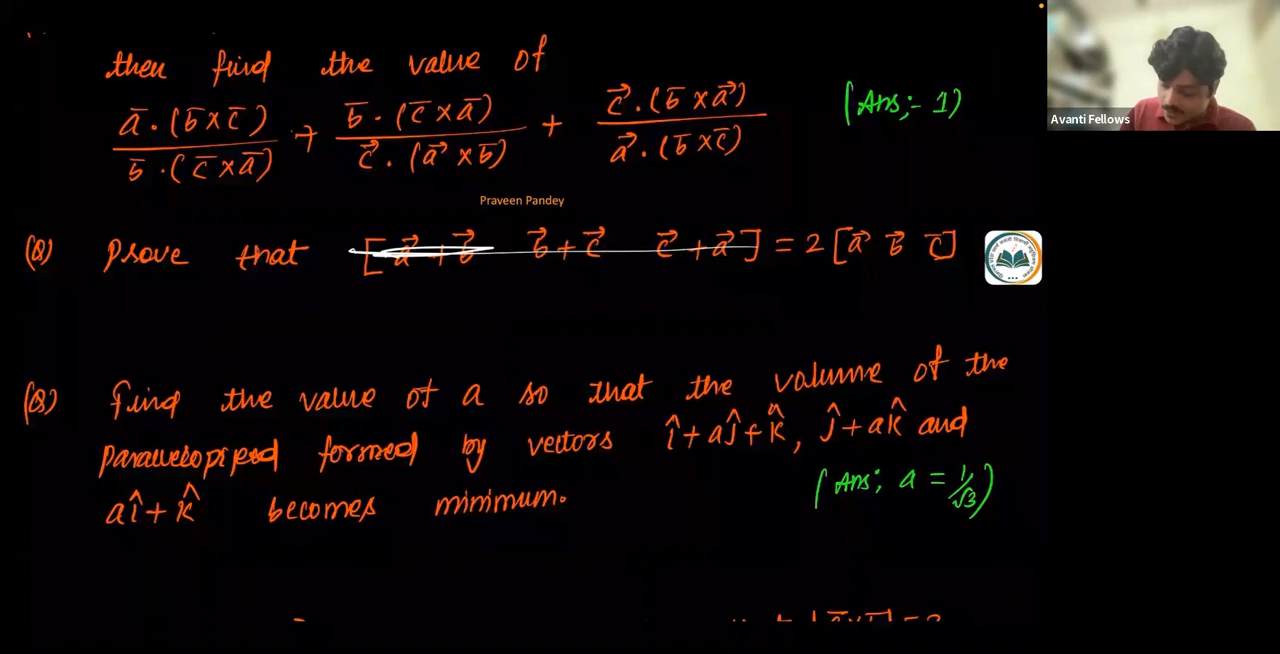 then find the value of
a̅ . (b̅ × c̅) / b̅ . (c̅ × a̅) + b̅ . (c̅ × a̅) / c⃗ . (a⃗ × b̅) + c⃗ . (b̅ × a⃗) / a⃗ . (b̅ × c̅) (Ans;- 1)
Avanti Fellows
Praveen Pandey
(Q) Prove that [a⃗ + b⃗ b⃗ + c⃗ c⃗ + a⃗] = 2 [a⃗ b⃗ c̅]
(Q) Find the value of a so that the volume of the
parallelopiped formed by vectors î + aĵ + k̂, ĵ + ak̂ and
aî + k̂ becomes minimum. (Ans; a = 1/√3)